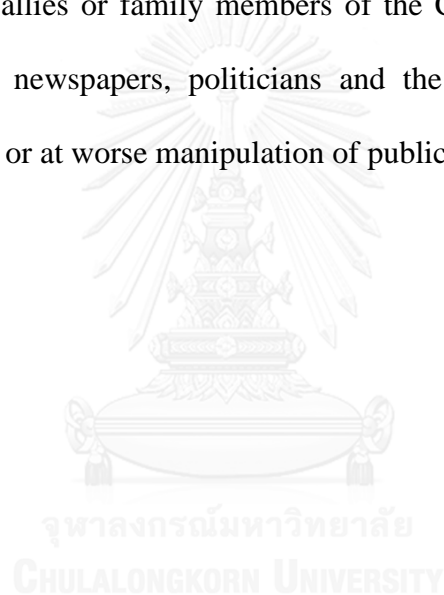 allies or family members of the
newspapers, politicians and the
or at worse manipulation of public
จุฬาลงกรณ์มหาวิทยาลัย
CHULALONGKORN UNIVERSITY